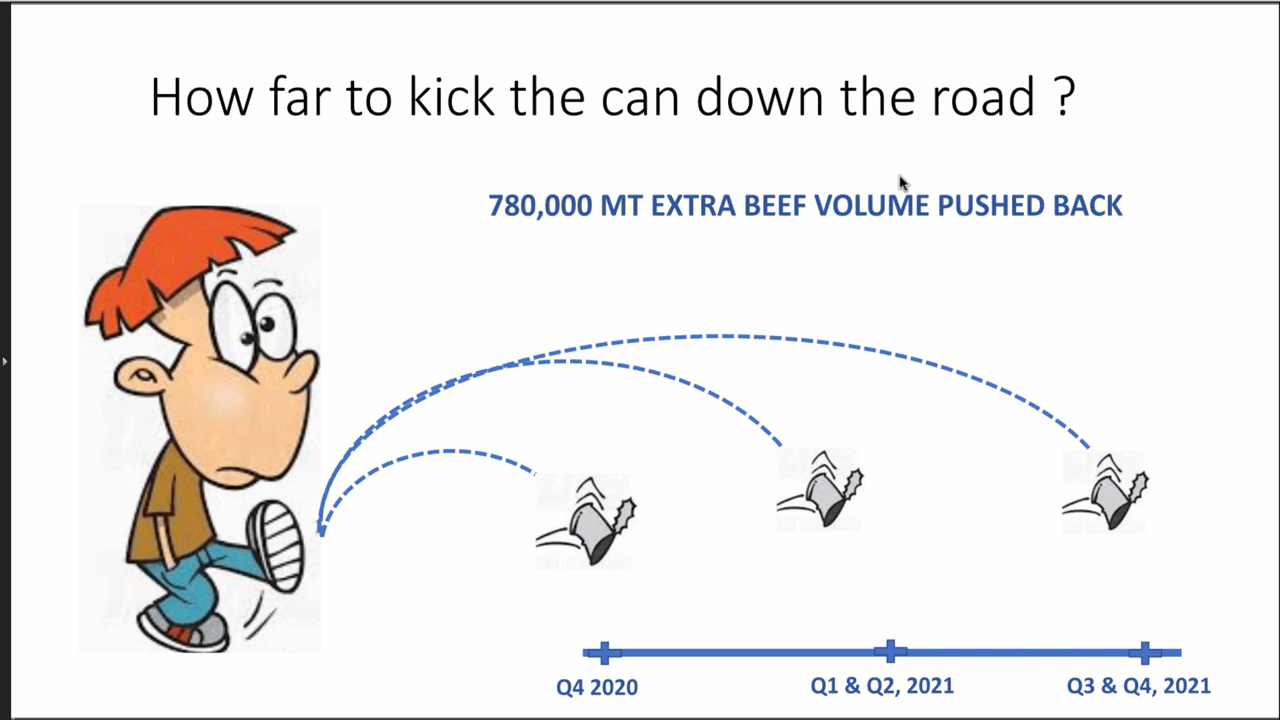 How far to kick the can down the road ?
780,000 MT EXTRA BEEF VOLUME PUSHED BACK
Q4 2020
Q1 & Q2, 2021
Q3 & Q4, 2021